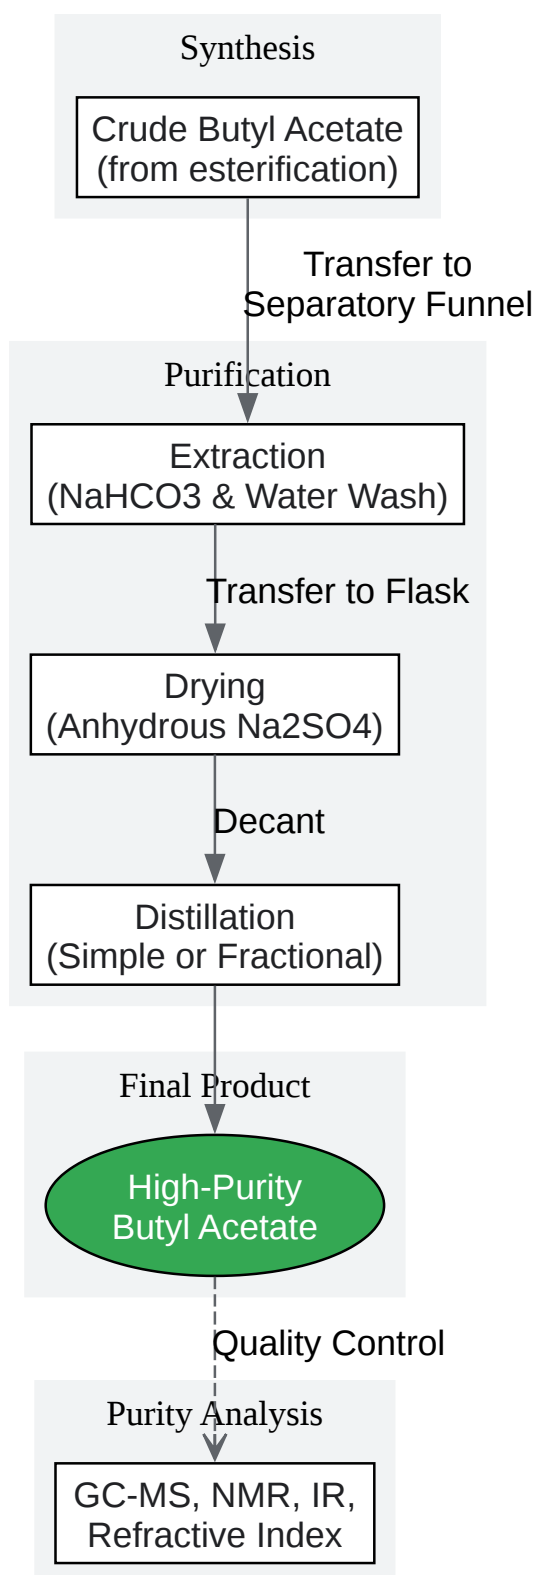 Synthesis
Crude Butyl Acetate
(from esterification)
Transfer to
Separatory Funnel
Purification
Extraction
(NaHCO3 & Water Wash)
Transfer to Flask
Drying
(Anhydrous Na2SO4)
Decant
Distillation
(Simple or Fractional)
Final Product
High-Purity
Butyl Acetate
Quality Control
Purity Analysis
GC-MS, NMR, IR,
Refractive Index